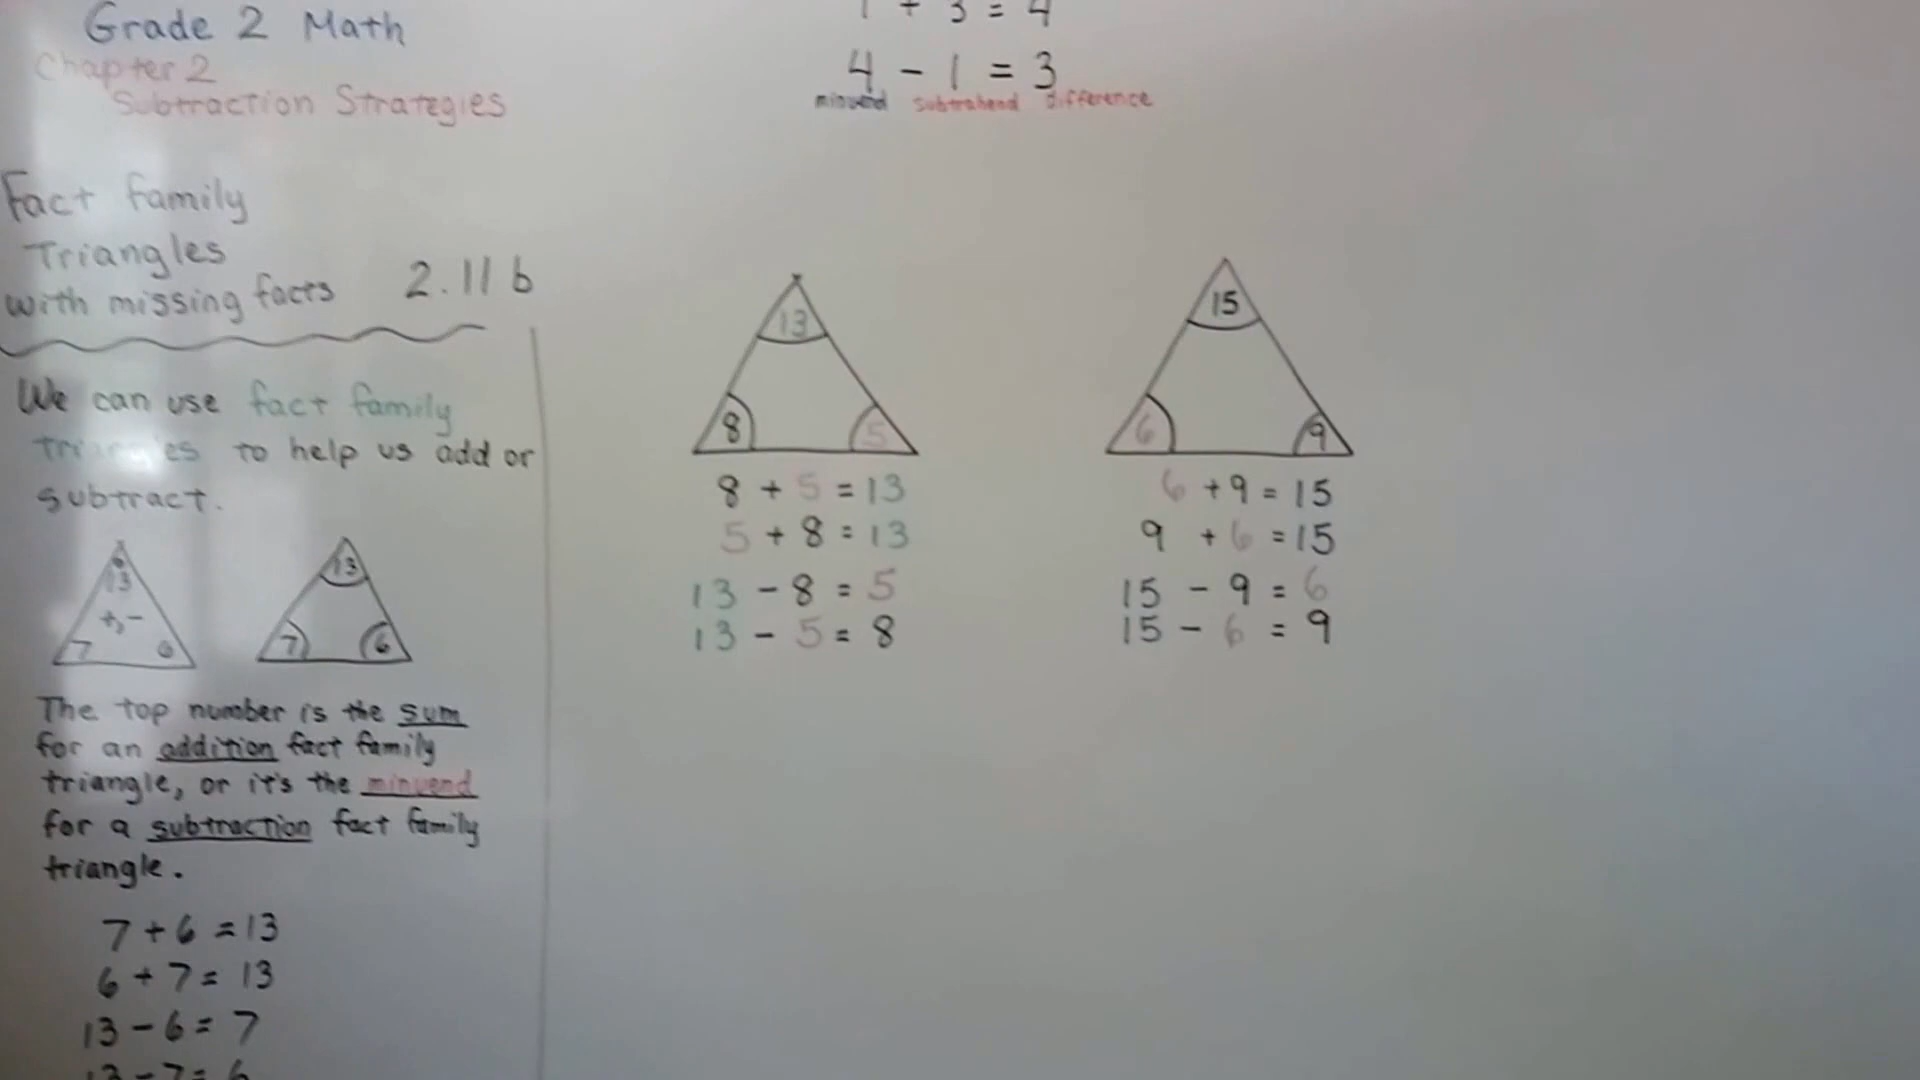 Grade 2 Math
Chapter 2
Subtraction Strategies
Fact family
Triangles
with missing facts 2.11 b
We can use fact family
triangles to help us add or
subtract.
13
+,-
7 6
13
7 6
The top number is the sum
for an addition fact family
triangle, or it's the minuend
for a subtraction fact family
triangle.
7 + 6 = 13
6 + 7 = 13
13 - 6 = 7
13 - 7 = 6
1 + 3 = 4
4 - 1 = 3
minuend subtrahend difference
13
8 5
8 + 5 = 13
5 + 8 = 13
13 - 8 = 5
13 - 5 = 8
15
6 9
6 + 9 = 15
9 + 6 = 15
15 - 9 = 6
15 - 6 = 9